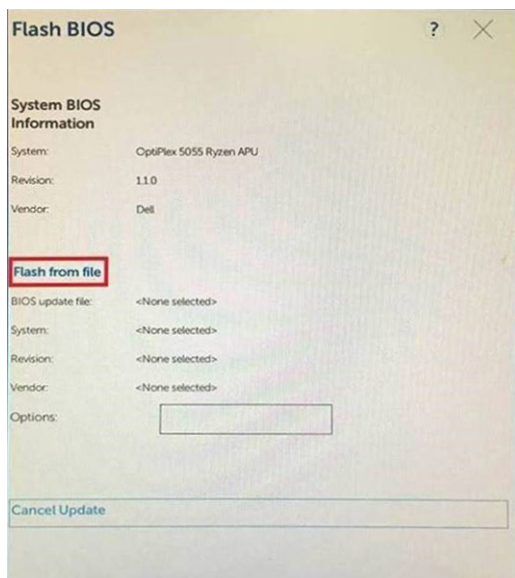 Flash BIOS
?
System BIOS
Information
System: OptiPlex 5055 Ryzen APU
Revision: 1.1.0
Vendor: Dell
Flash from file
BIOS update file: <None selected>
System: <None selected>
Revision: <None selected>
Vendor: <None selected>
Options:
Cancel Update